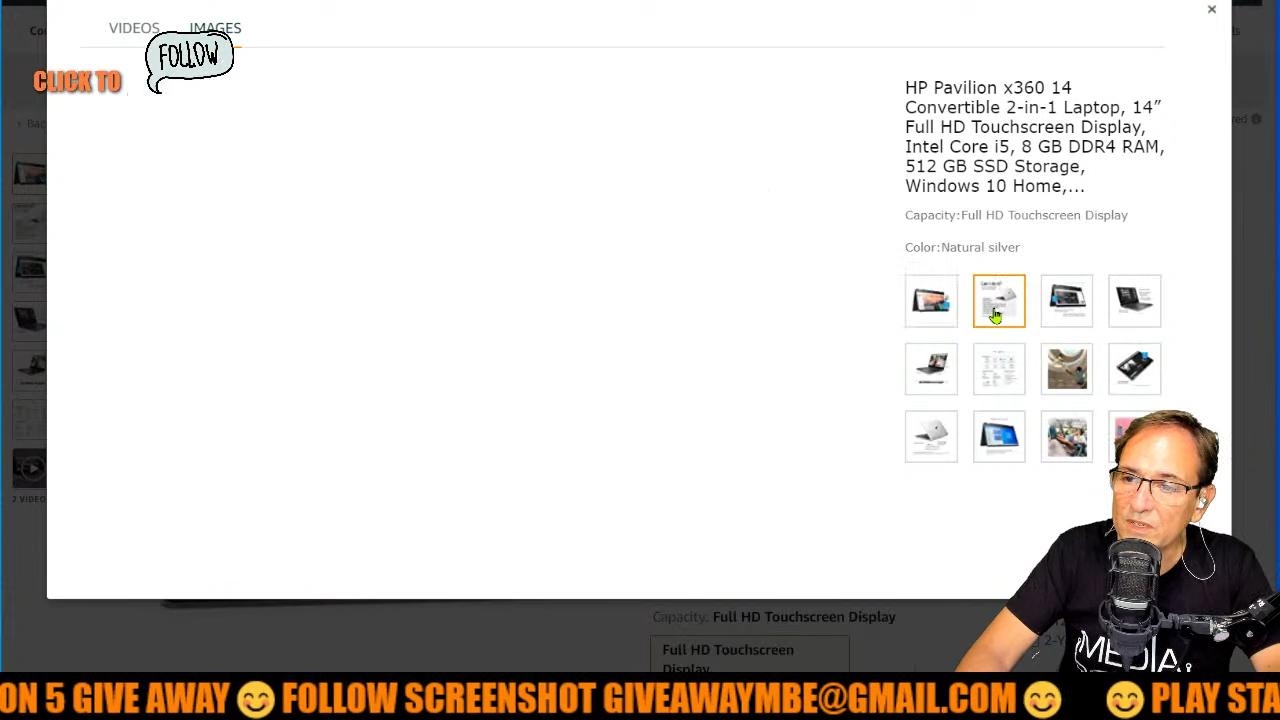 VIDEOS IMAGES
FOLLOW
CLICK TO
HP Pavilion x360 14
Convertible 2-in-1 Laptop, 14”
Full HD Touchscreen Display,
Intel Core i5, 8 GB DDR4 RAM,
512 GB SSD Storage,
Windows 10 Home,...
Capacity:Full HD Touchscreen Display
Color:Natural silver
2 VIDEO
Capacity: Full HD Touchscreen Display
Full HD Touchscreen
Display
MEDIA
ON 5 GIVE AWAY 😊 FOLLOW SCREENSHOT GIVEAWAYMBE@GMAIL.COM 😊 😊 PLAY STA